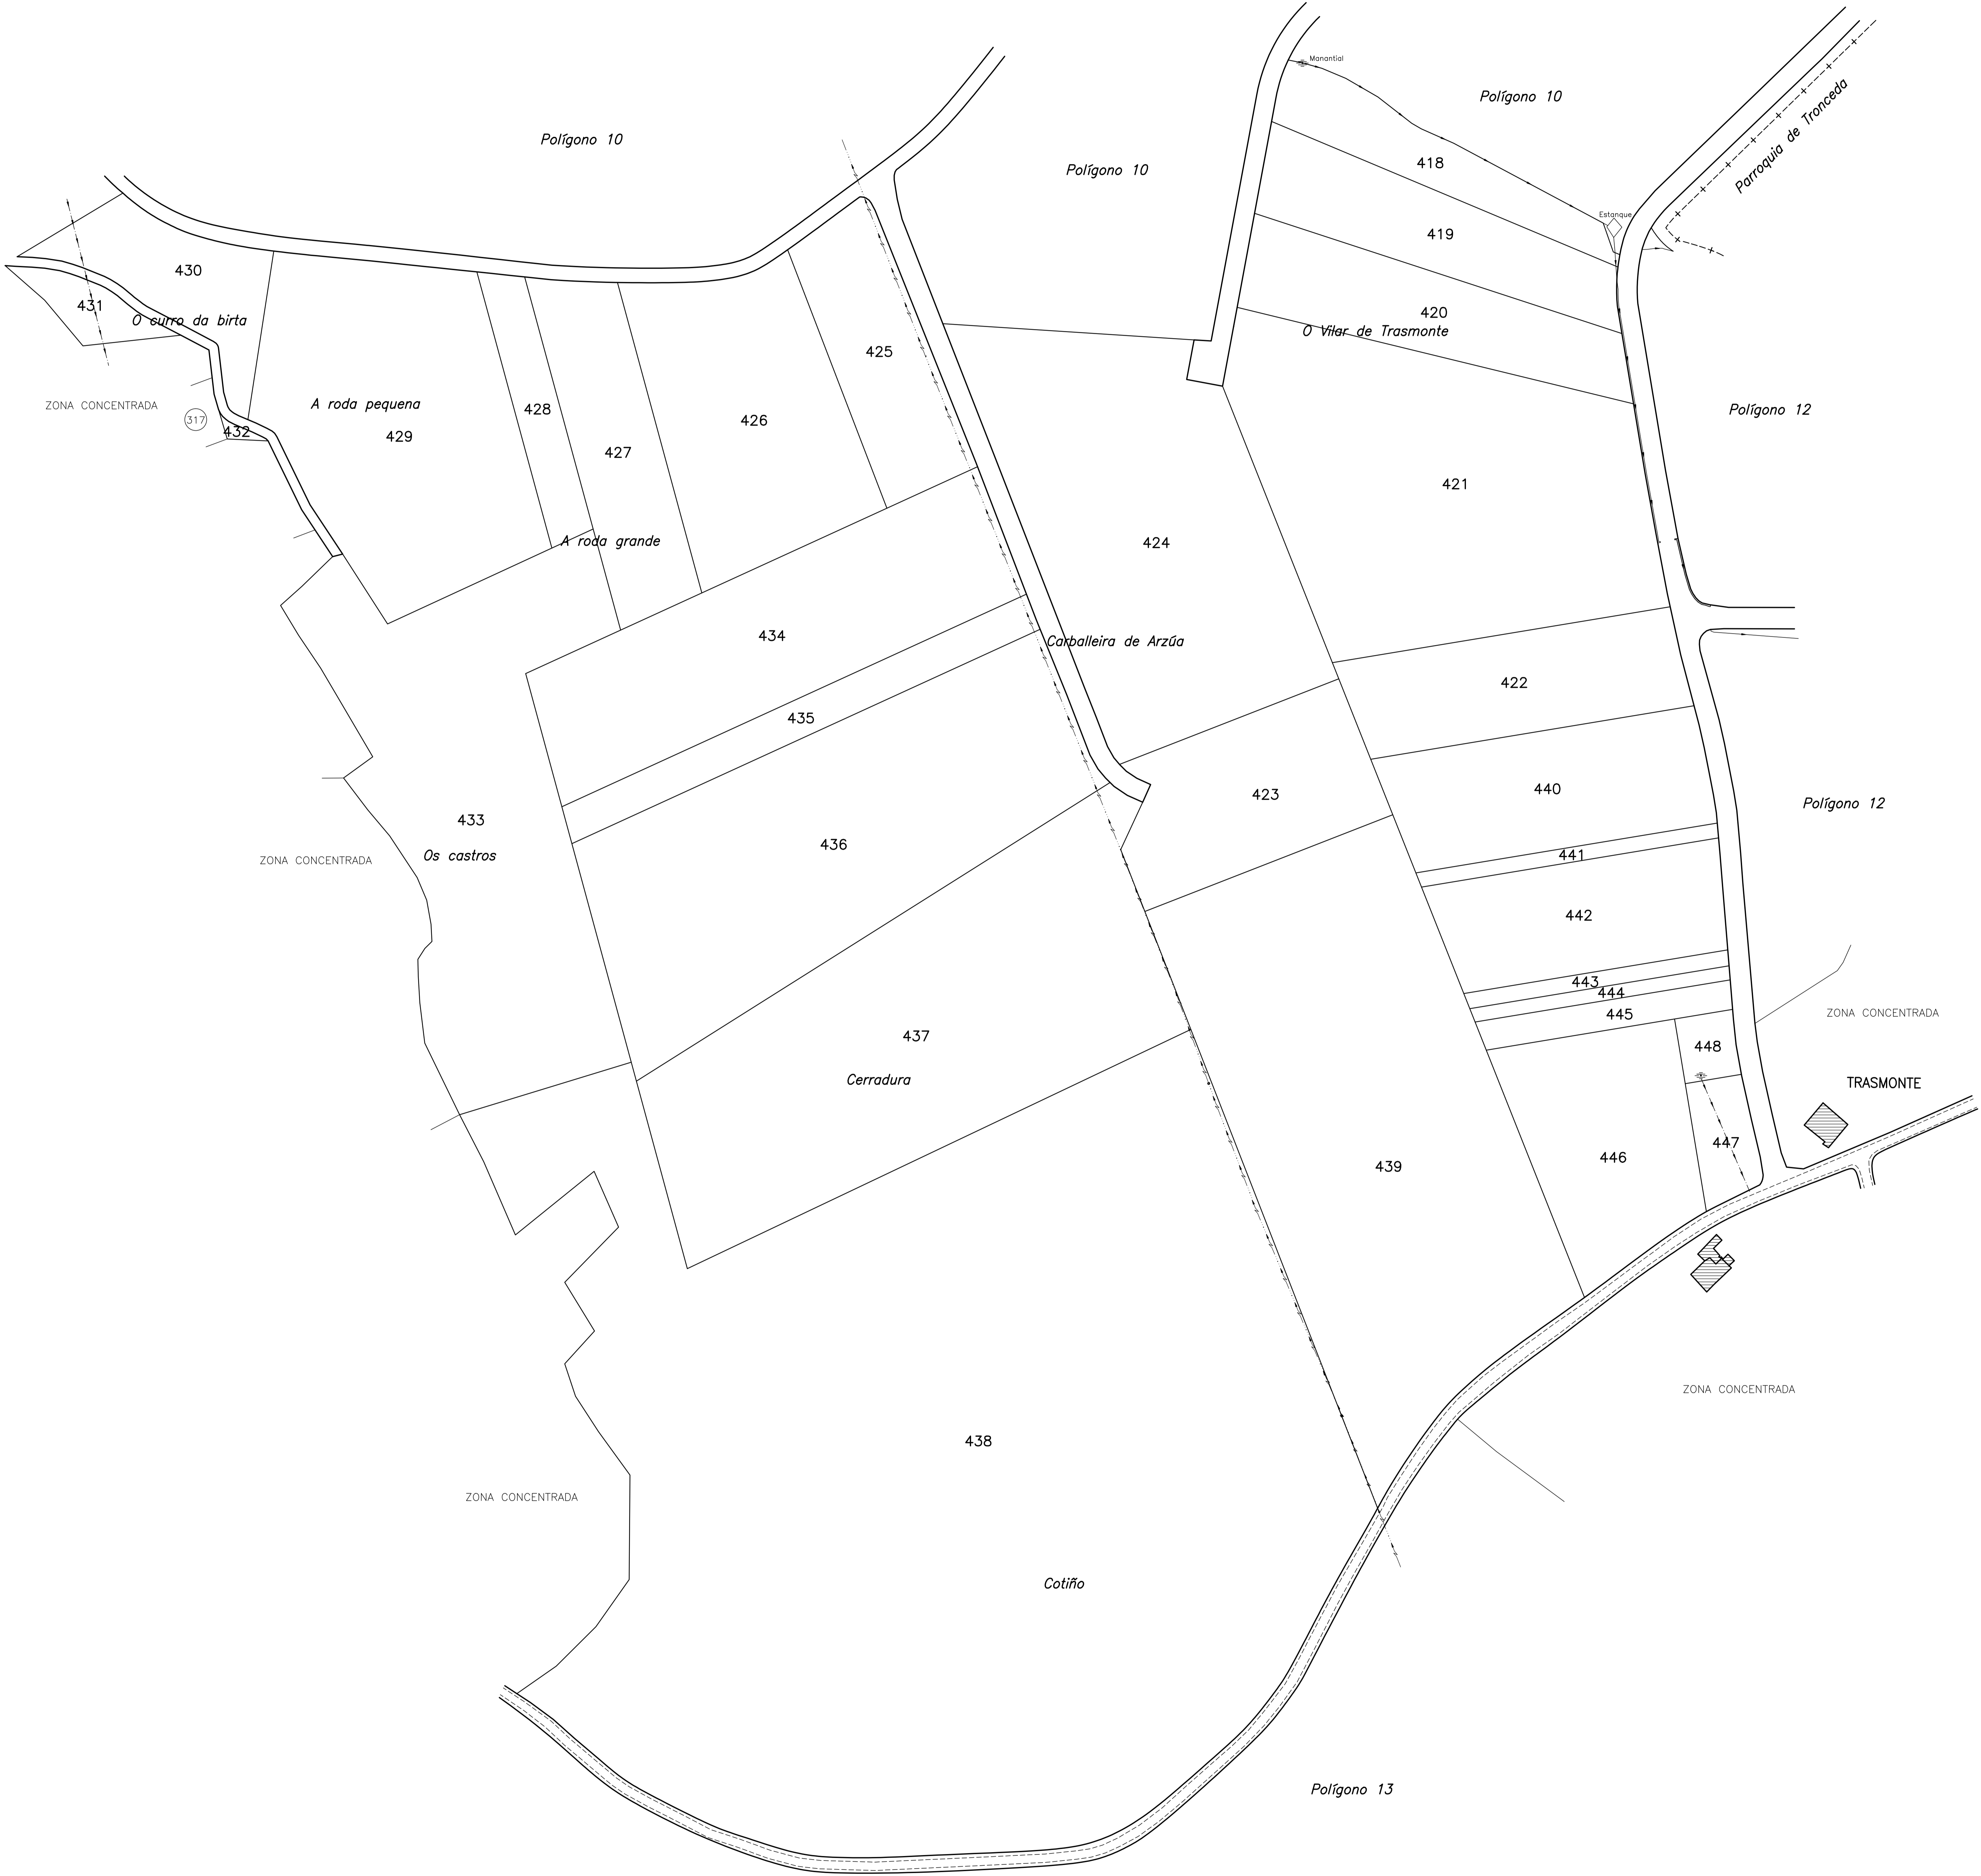 Manantial
Polígono 10
Polígono 10
Polígono 10
Parroquia de Tronceda
418
Estanque
419
430
431
O curro da birta
420
O Vilar de Trasmonte
425
ZONA CONCENTRADA
A roda pequena
428
Polígono 12
317
432
429
426
427
421
A roda grande
424
434
Carballeira de Arzúa
422
435
423
440
Polígono 12
433
436
Os castros
441
ZONA CONCENTRADA
442
443
444
445
ZONA CONCENTRADA
437
448
Cerradura
TRASMONTE
447
446
439
ZONA CONCENTRADA
438
ZONA CONCENTRADA
Cotiño
Polígono 13